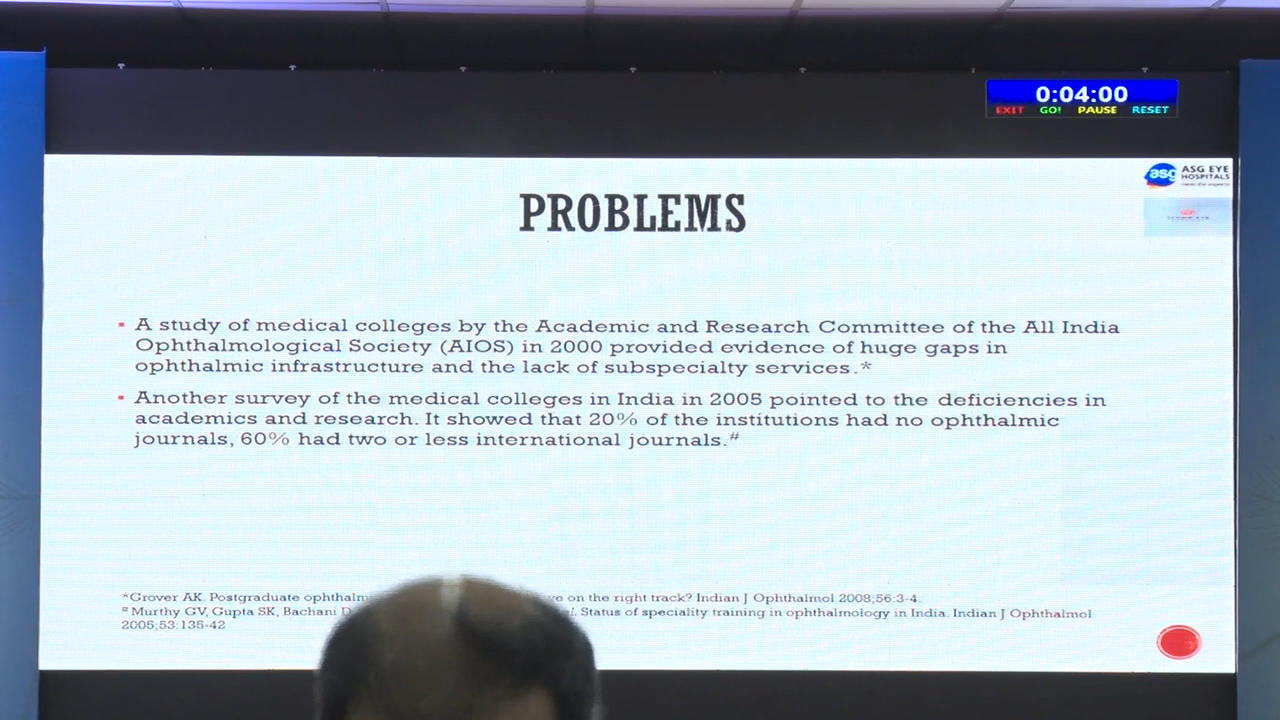 0:04:00
EXIT GO! PAUSE RESET
asg ASG EYE
HOSPITALS
PROBLEMS
▪ A study of medical colleges by the Academic and Research Committee of the All India
Ophthalmological Society (AIOS) in 2000 provided evidence of huge gaps in
ophthalmic infrastructure and the lack of subspecialty services.*
▪ Another survey of the medical colleges in India in 2005 pointed to the deficiencies in
academics and research. It showed that 20% of the institutions had no ophthalmic
journals, 60% had two or less international journals.#
*Grover AK. Postgraduate on the right track? Indian J Ophthalmol 2008;56:3-4.
# Murthy GV, Gupta SK, Bachani Status of speciality training in ophthalmology in India. Indian J Ophthalmol
2005;53:135-42